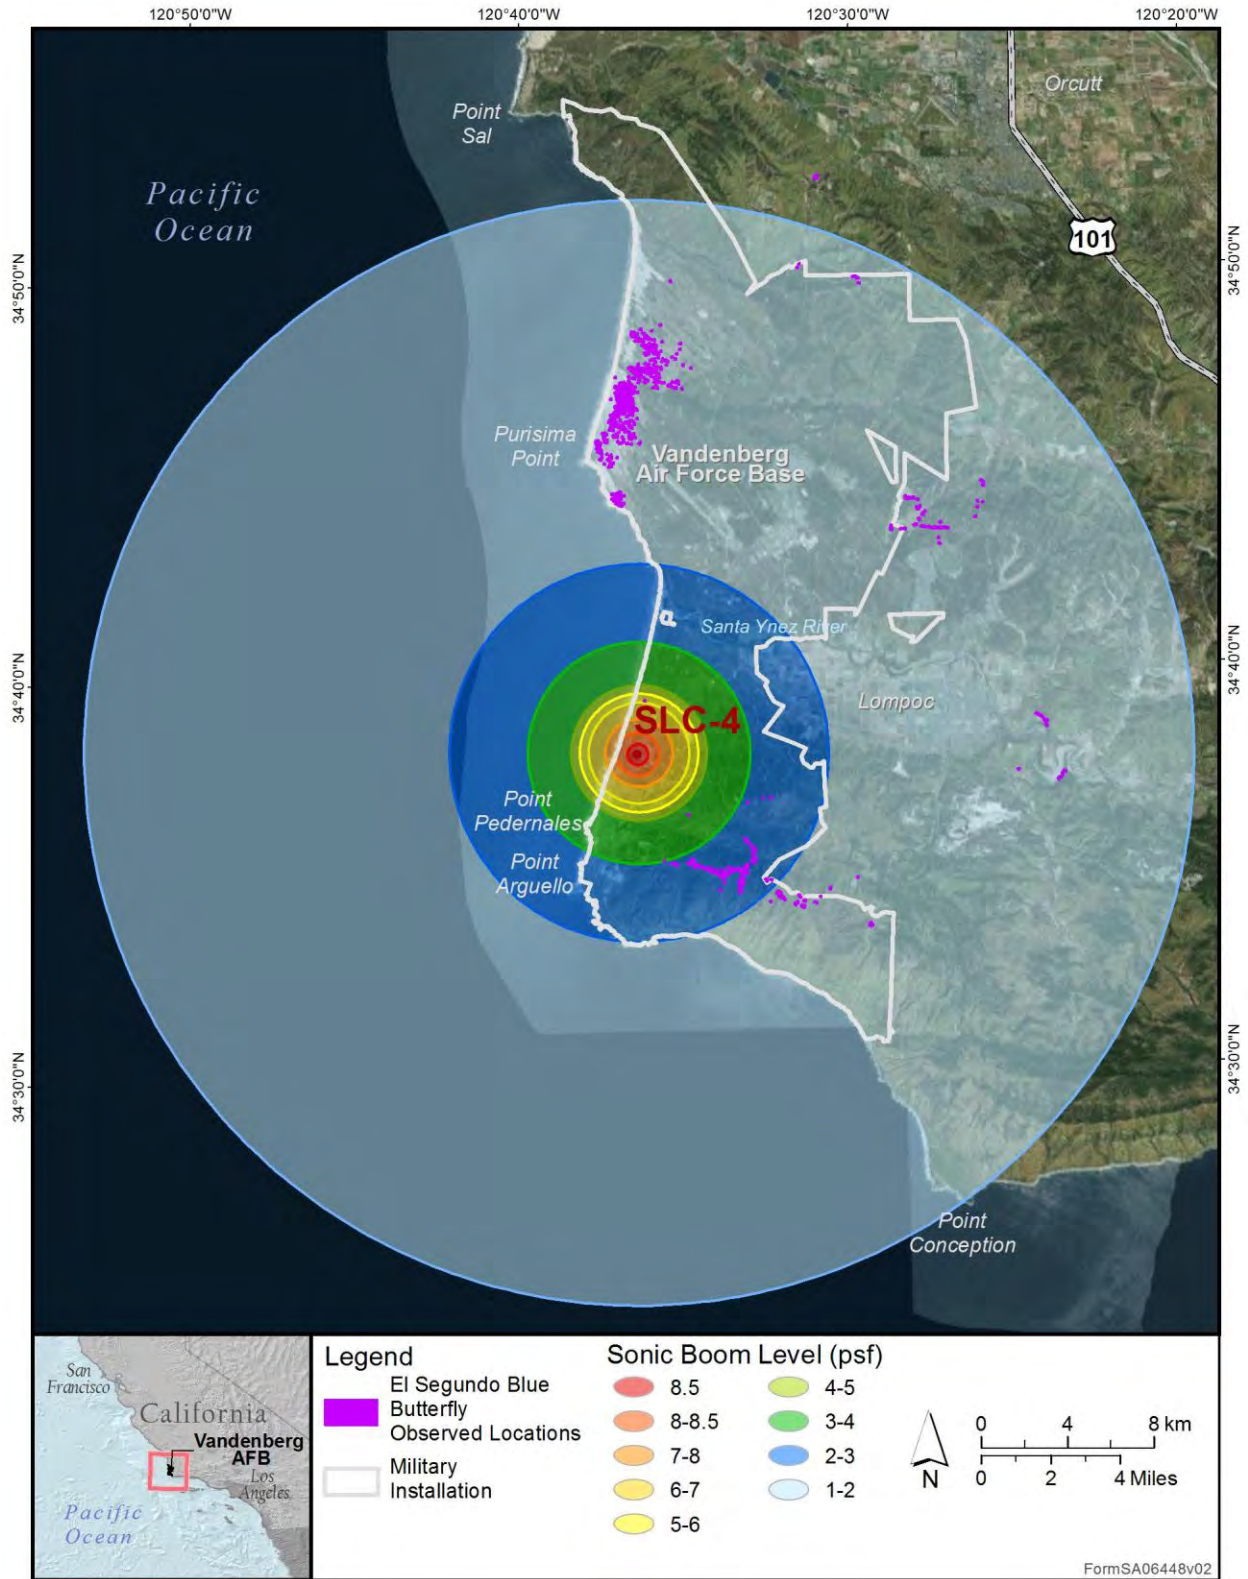 120°50'0"W
120°40'0"W
120°30'0"W
120°20'0"W
Orcutt
Point
Sal
Pacific
Ocean
101
34°50'0"N
34°50'0"N
Purisima
Point
Vandenberg
Air Force Base
Santa Ynez River
34°40'0"N
34°40'0"N
Lompoc
SLC-4
Point
Pedernales
Point
Arguello
34°30'0"N
34°30'0"N
Point
Conception
San
Francisco
California
Vandenberg
AFB
Los
Angeles
Pacific
Ocean
Legend
El Segundo Blue
Butterfly
Observed Locations
Military
Installation
Sonic Boom Level (psf)
8.5
8-8.5
7-8
6-7
5-6
4-5
3-4
2-3
1-2
N
0 4 8 km
0 2 4 Miles
FormSA06448v02